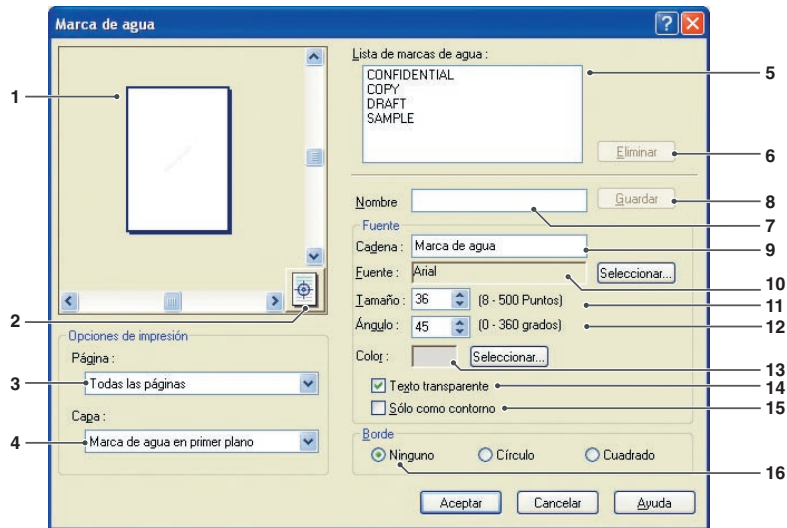 Marca de agua
1
2
Opciones de impresión
Página :
3
Todas las páginas
Capa :
4
Marca de agua en primer plano
Lista de marcas de agua :
CONFIDENTIAL
COPY
DRAFT
SAMPLE
5
Eliminar
6
Nombre
Guardar
8
7
Fuente
Cadena :
Marca de agua
9
Fuente :
Arial
Seleccionar...
10
Tamaño :
36
(8 - 500 Puntos)
11
Ángulo :
45
(0 - 360 grados)
12
Color :
Seleccionar...
13
Texto transparente
14
Sólo como contorno
15
Borde
Ninguno
Círculo
Cuadrado
16
Aceptar
Cancelar
Ayuda